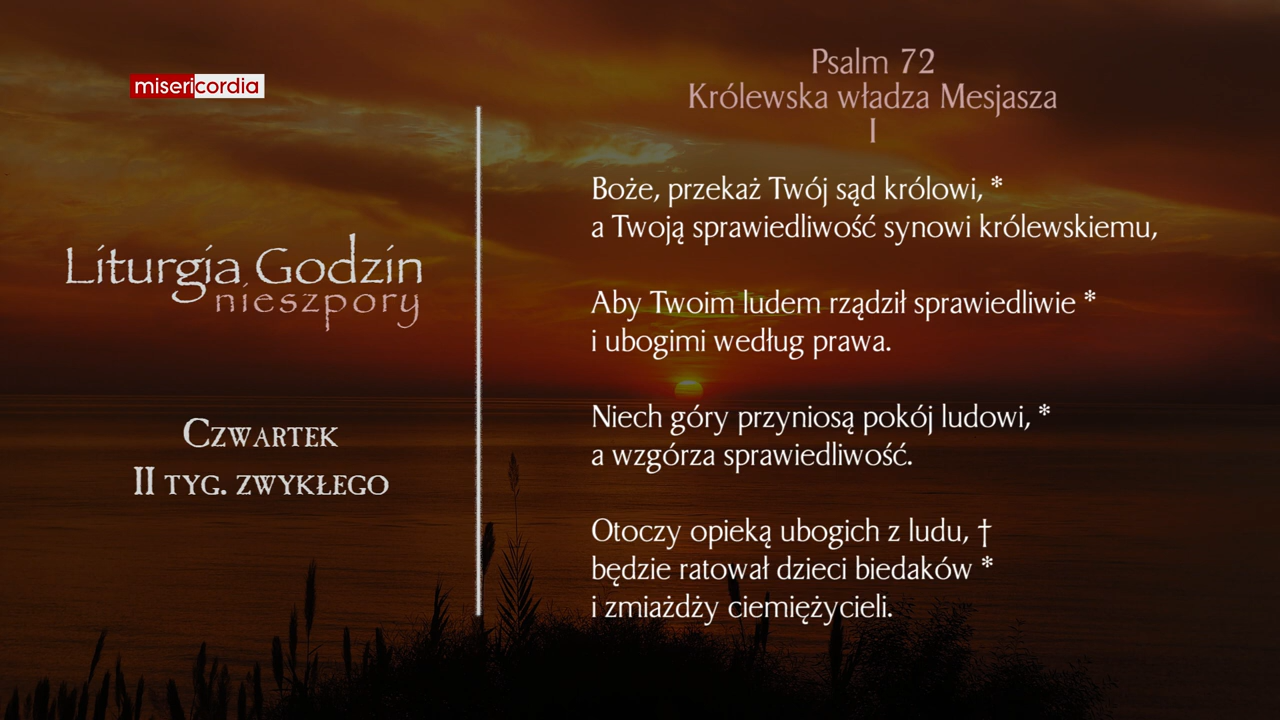 misericordia
Liturgia Godzin
nieszpory
Czwartek
II tyg. zwykłego
Psalm 72
Królewska władza Mesjasza
I
Boże, przekaż Twój sąd królowi, *
a Twoją sprawiedliwość synowi królewskiemu,
Aby Twoim ludem rządził sprawiedliwie *
i ubogimi według prawa.
Niech góry przyniosą pokój ludowi, *
a wzgórza sprawiedliwość.
Otoczy opieką ubogich z ludu, †
będzie ratował dzieci biedaków *
i zmiażdży ciemiężycieli.